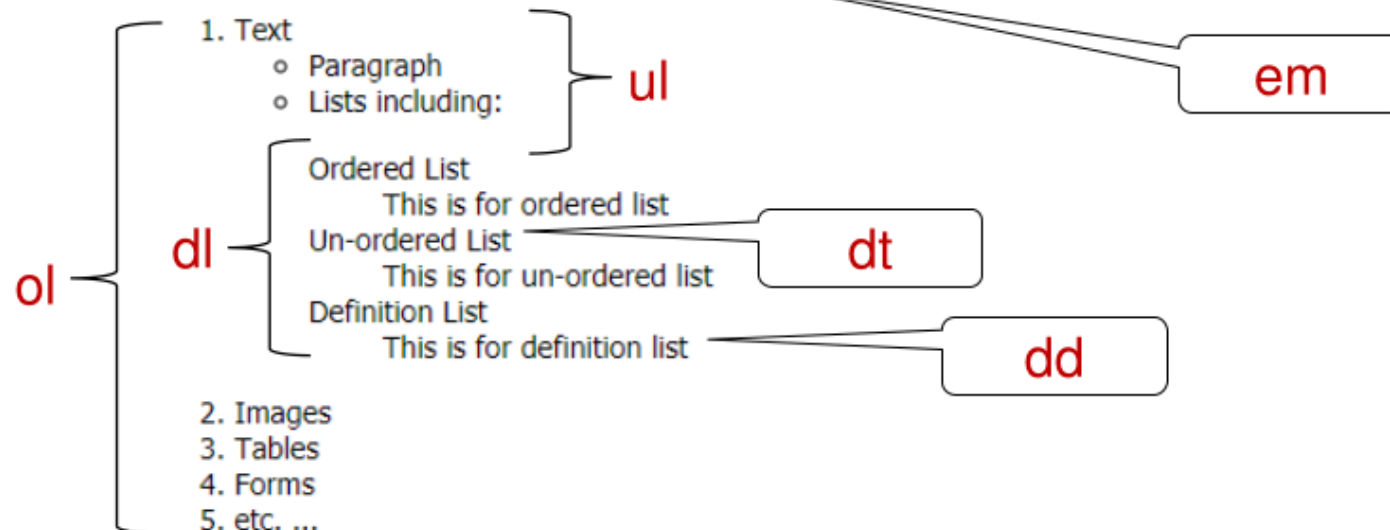 1. Text
Paragraph
Lists including:
ul
em
Ordered List
This is for ordered list
Un-ordered List
This is for un-ordered list
Definition List
This is for definition list
dl
ol
dt
dd
2. Images
3. Tables
4. Forms
5. etc. ...